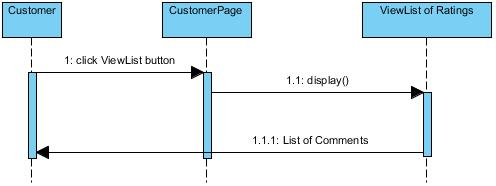 Customer
CustomerPage
ViewList of Ratings
1: click ViewList button
1.1: display()
1.1.1: List of Comments